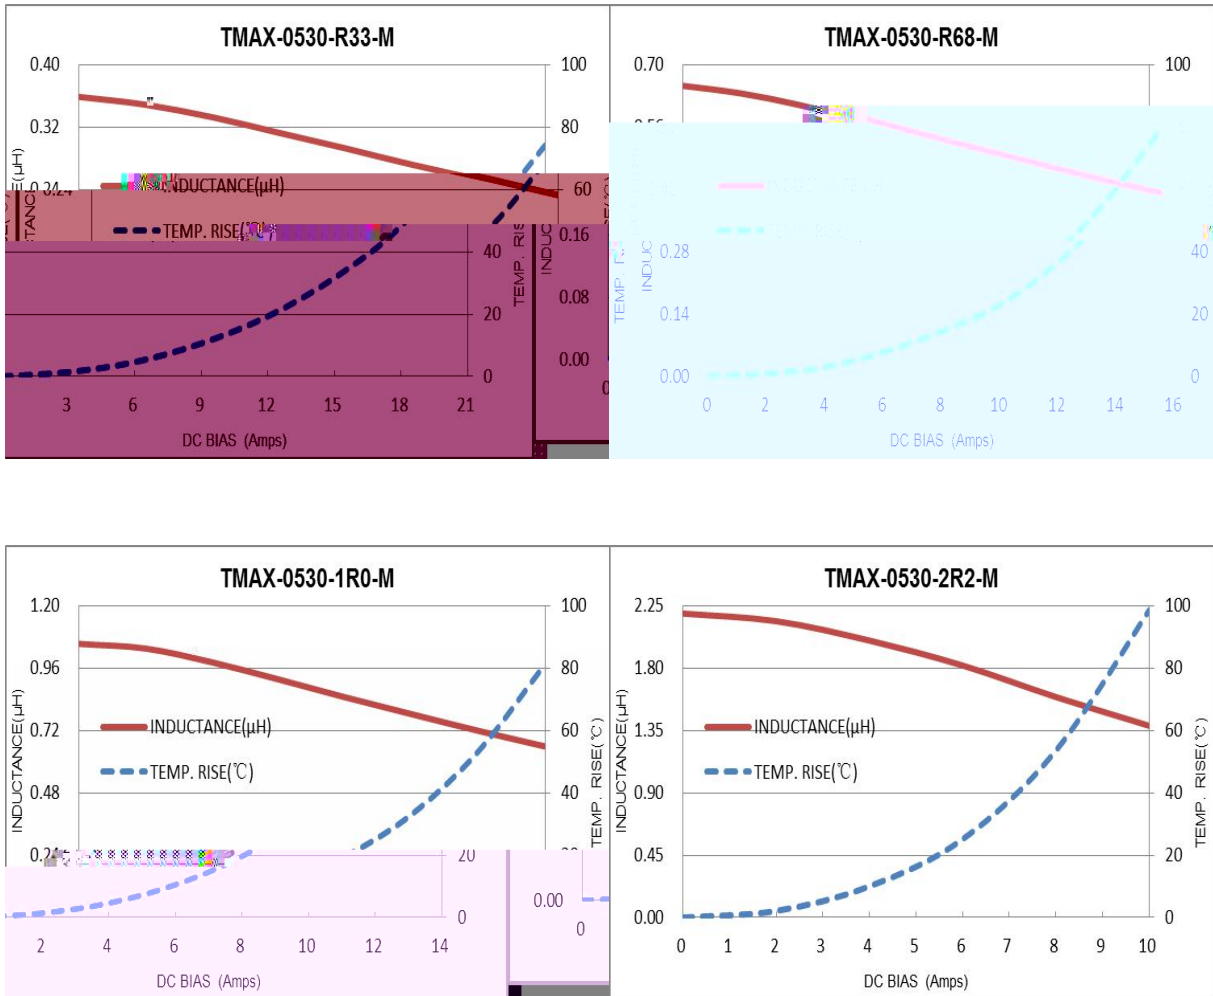 TMAX-0530-R33-M
0.40
100
0.32
80
INDUCTANCE(μH)
60
TEMP. RISE(℃)
0.16
40
0.08
20
0.00
0
3 6 9 12 15 18 21
DC BIAS (Amps)
TMAX-0530-R68-M
0.70
100
0.28
40
0.14
20
0.00
0
0 2 4 6 8 10 12 14 16
DC BIAS (Amps)
TMAX-0530-1R0-M
1.20
100
0.96
80
0.72
60
0.48
40
20
0.00
0
0
INDUCTANCE(μH)
TEMP. RISE(℃)
INDUCTANCE(μH)
TEMP. RISE(℃)
2 4 6 8 10 12 14
DC BIAS (Amps)
TMAX-0530-2R2-M
2.25
100
1.80
80
1.35
60
0.90
40
0.45
20
0.00
0
INDUCTANCE(μH)
TEMP. RISE(℃)
INDUCTANCE(μH)
TEMP. RISE(℃)
0 1 2 3 4 5 6 7 8 9 10
DC BIAS (Amps)